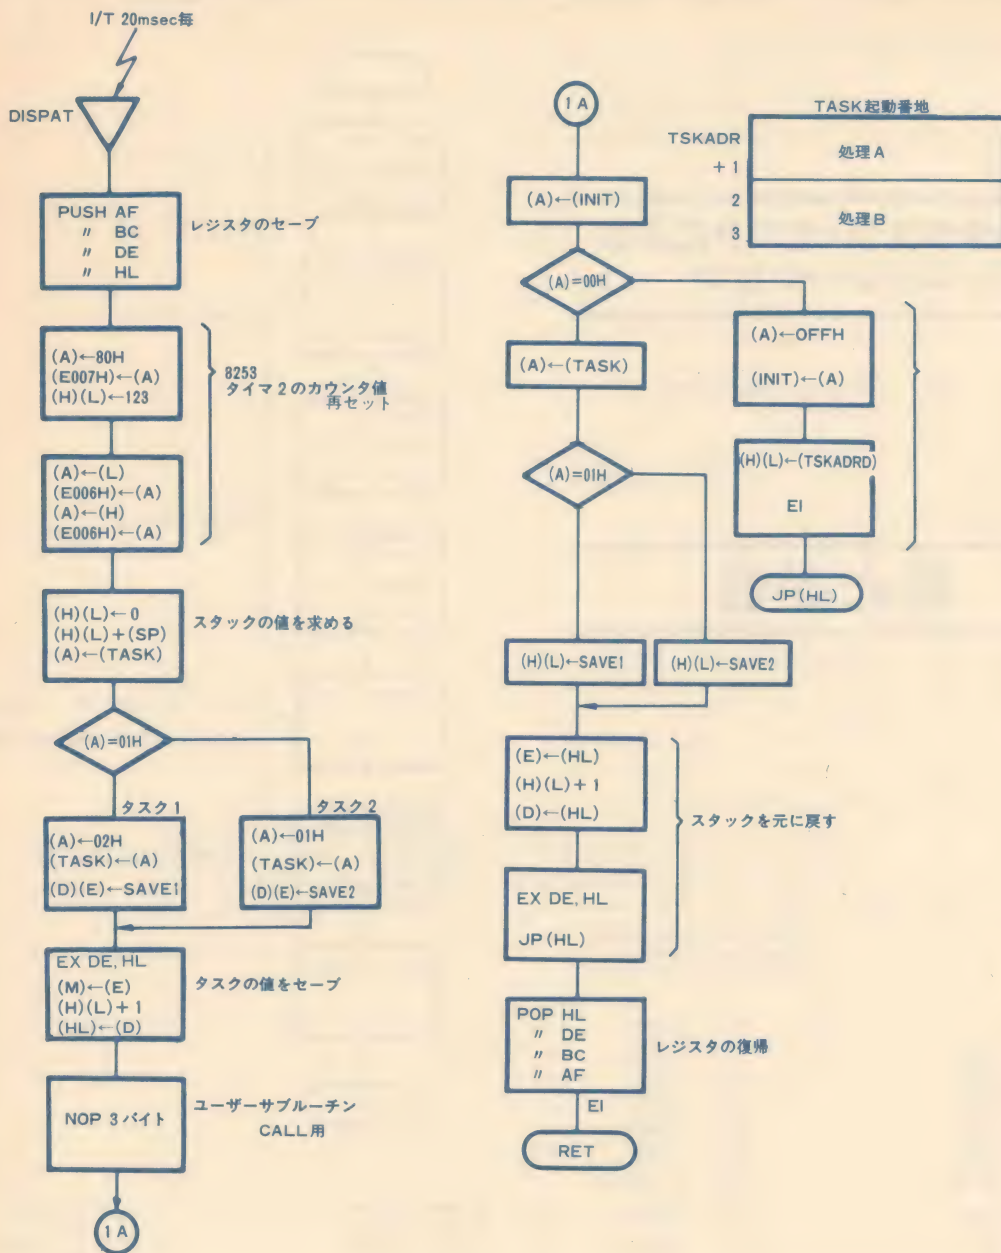 I/T 20msec毎
DISPAT
PUSH AF
〃 BC
〃 DE
〃 HL
レジスタのセーブ
(A)←80H
(E007H)←(A)
(H)(L)←123
8253
タイマ2のカウンタ値
再セット
(A)←(L)
(E006H)←(A)
(A)←(H)
(E006H)←(A)
(H)(L)←0
(H)(L)+(SP)
(A)←(TASK)
スタックの値を求める
(A)=01H
タスク1
タスク2
(A)←02H
(TASK)←(A)
(D)(E)←SAVE1
(A)←01H
(TASK)←(A)
(D)(E)←SAVE2
EX DE,HL
(M)←(E)
(H)(L)+1
(HL)←(D)
タスクの値をセーブ
NOP 3バイト
ユーザーサブルーチン
CALL用
1A
1A
(A)←(INIT)
(A)=00H
(A)←(TASK)
(A)=01H
(H)(L)←SAVE1
(H)(L)←SAVE2
(E)←(HL)
(H)(L)+1
(D)←(HL)
EX DE,HL
JP(HL)
スタックを元に戻す
POP HL
〃 DE
〃 BC
〃 AF
レジスタの復帰
EI
RET
TASK起動番地
TSKADR
+1
2
3
処理A
処理B
(A)←OFFH
(INIT)←(A)
(H)(L)←(TSKADRD)
EI
JP(HL)